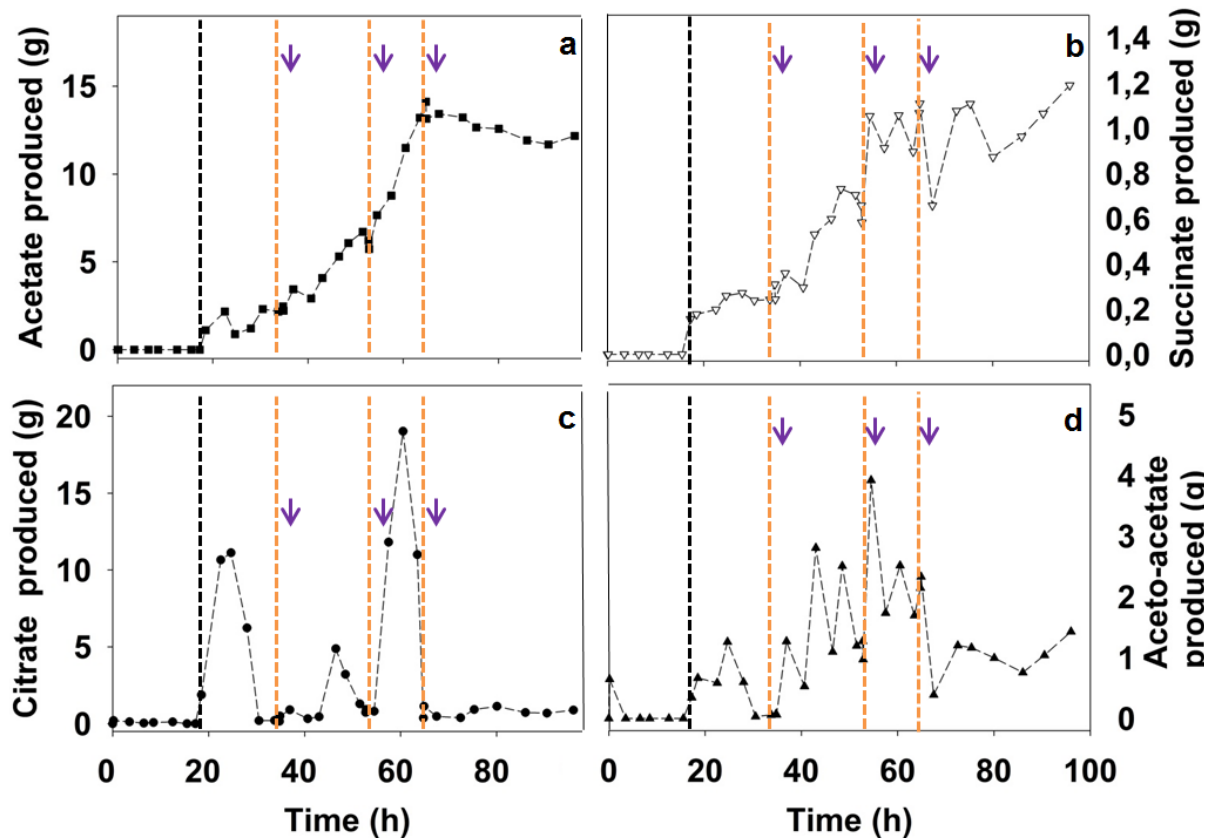 a
Acetate produced (g)
15
10
5
0
b
1,4
1,2
1,0
0,8
0,6
0,4
0,2
0,0
Succinate produced (g)
c
Citrate produced (g)
20
15
10
5
0
0 20 40 60 80
Time (h)
d
5
4
3
2
1
0
Aceto-acetate
produced (g)
0 20 40 60 80 100
Time (h)